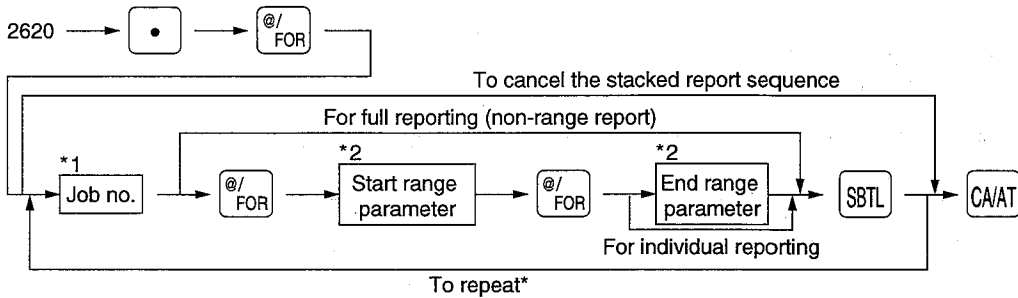 2620
•
@/
FOR
To cancel the stacked report sequence
For full reporting (non-range report)
*1
*2
*2
Job no.
@/
FOR
Start range
parameter
@/
FOR
End range
parameter
SBTL
CA/AT
For individual reporting
To repeat*